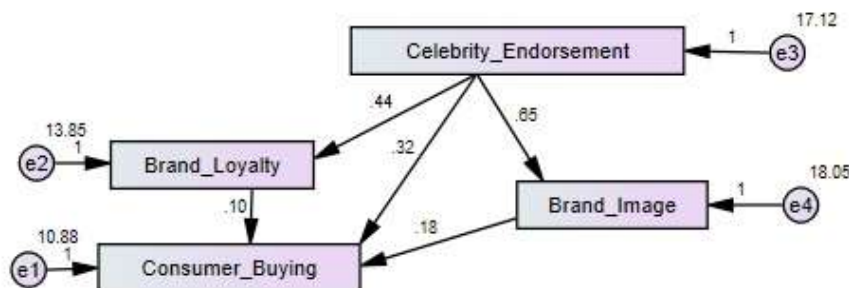 17.12
Celebrity_Endorsement
1
e3
.44
.32
.65
13.85
1
e2
Brand_Loyalty
18.05
1
e4
Brand_Image
.10
.18
10.88
1
e1
Consumer_Buying